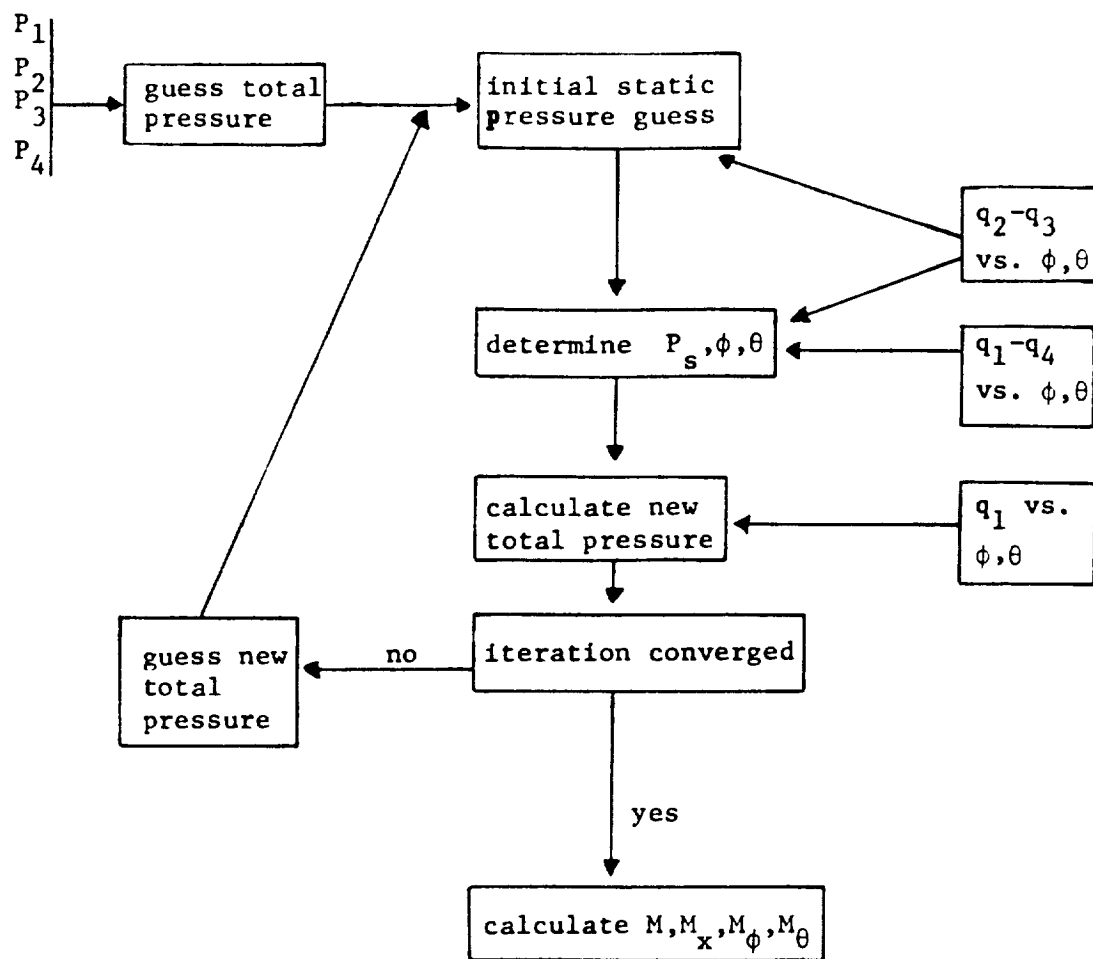 P1
P2
P3
P4
guess total
pressure
initial static
pressure guess
q2-q3
vs. ϕ,θ
determine Ps,ϕ,θ
q1-q4
vs. ϕ,θ
calculate new
total pressure
q1 vs.
ϕ,θ
iteration converged
no
guess new
total
pressure
yes
calculate M,Mx,Mϕ,Mθ